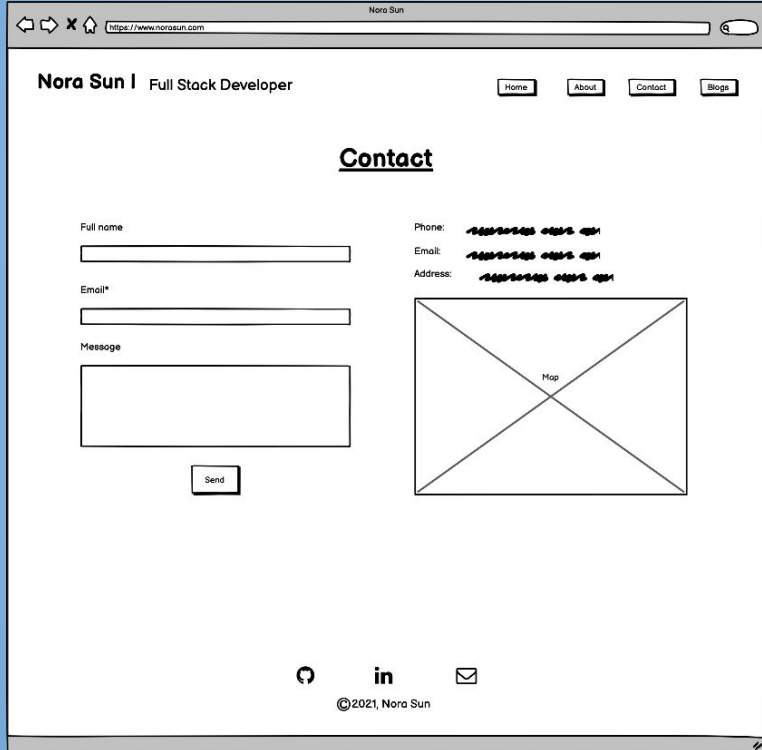 Nora Sun
https://www.norasun.com
Nora Sun | Full Stack Developer
Home About Contact Blogs
Contact
Full name
Email*
Message
Send
Phone:
Email:
Address:
Map
in
©2021, Nora Sun